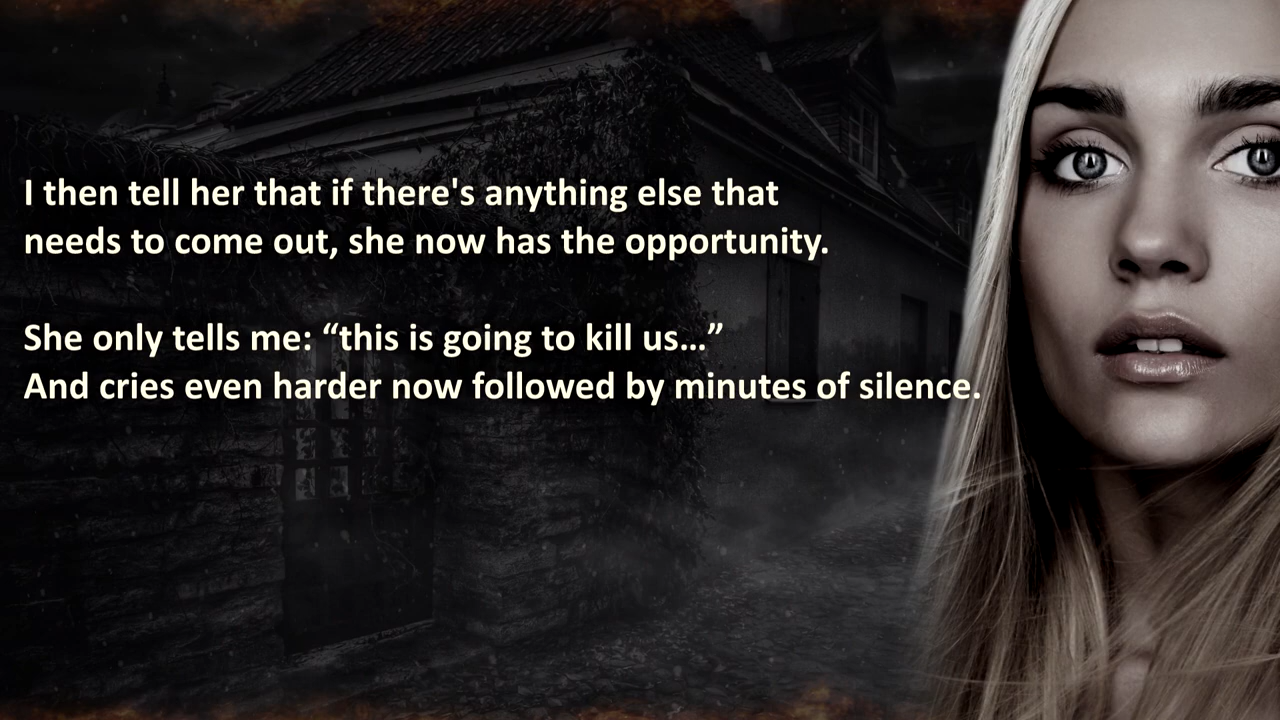 I then tell her that if there's anything else that
needs to come out, she now has the opportunity.
She only tells me: “this is going to kill us…”
And cries even harder now followed by minutes of silence.